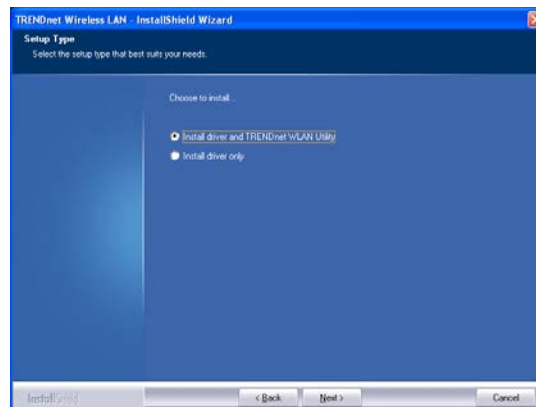 TRENDnet Wireless LAN - InstallShield Wizard
Setup Type
Select the setup type that best suits your needs.
Choose to install...
Install driver and TRENDnet WLAN Utility
Install driver only
InstallShield
< Back
Next >
Cancel